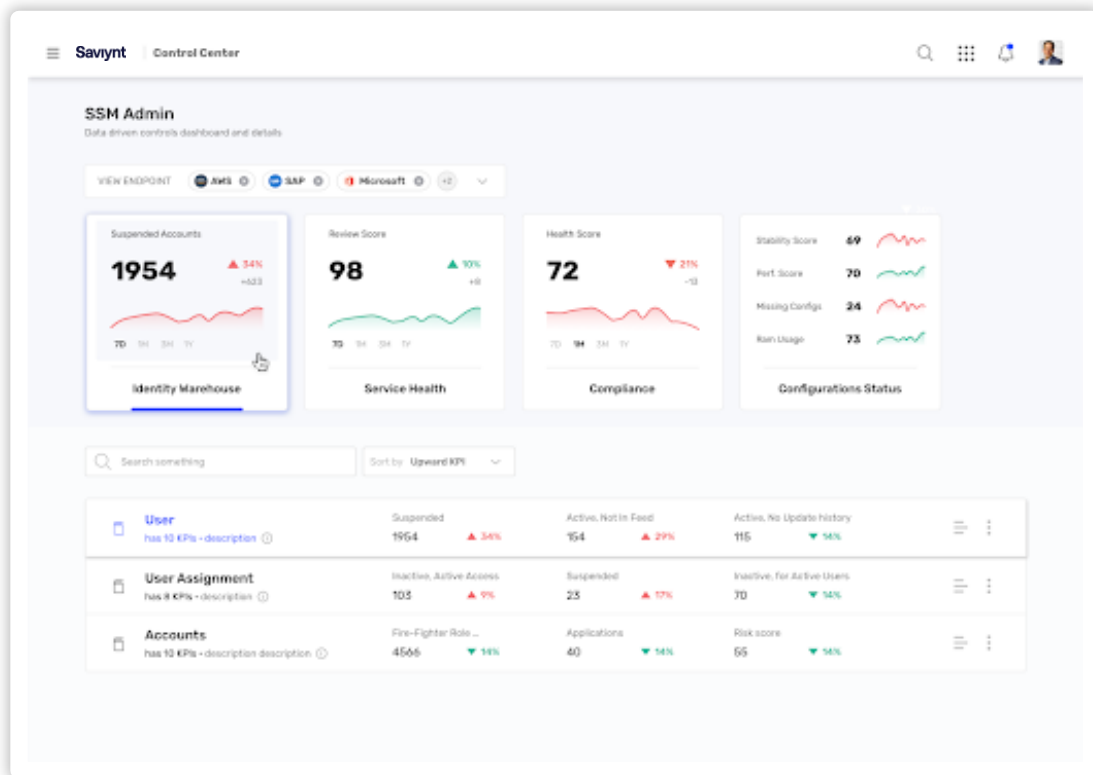 Saviynt Control Center
SSM Admin
Data driven controls dashboard and details
VIEW ENDPOINT AWS SAP Microsoft +2
Suspended Accounts
1954 34%
+623
7D 1M 3M 1Y
Identity Warehouse
Review Score
98 10%
+8
7D 1M 3M 1Y
Service Health
Health Score
72 21%
-13
7D 1M 3M 1Y
Compliance
Stability Score 69
Perf. Score 70
Missing Configs 24
Ram Usage 73
Configurations Status
Search something
Sort by Upward KPI
User
has 10 KPIs - description
Suspended
1954 34%
Active, Not In Feed
154 29%
Active, No Update history
115 14%
User Assignment
has 8 KPIs - description
Inactive, Active Access
103 9%
Suspended
23 17%
Inactive, for Active Users
70 14%
Accounts
has 10 KPIs - description description
Fire-Fighter Role ...
4566 14%
Applications
40 14%
Risk score
55 14%